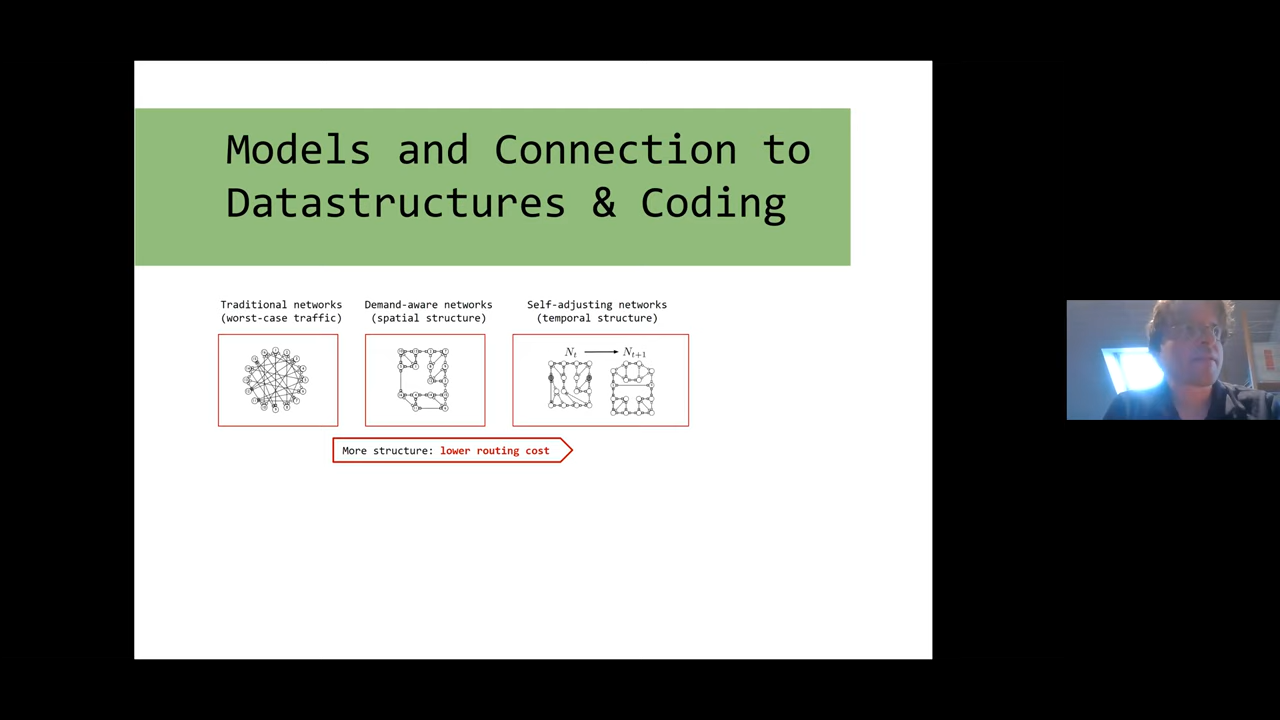 Models and Connection to
Datastructures & Coding
Traditional networks
(worst-case traffic)
Demand-aware networks
(spatial structure)
Self-adjusting networks
(temporal structure)
N_t → N_{t+1}
More structure: lower routing cost